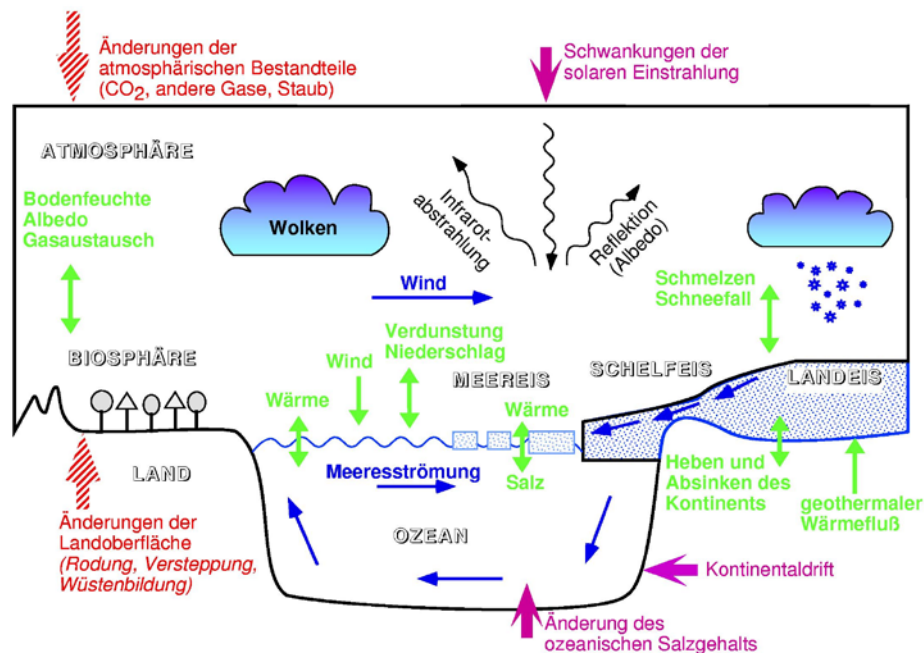 Änderungen der
atmosphärischen Bestandteile
(CO₂, andere Gase, Staub)
Schwankungen der
solaren Einstrahlung
ATMOSPHÄRE
Bodenfeuchte
Albedo
Gasaustausch
Wolken
Infrarot-
abstrahlung
Reflektion
(Albedo)
Wind
Schmelzen
Schneefall
BIOSPHÄRE
Verdunstung
Niederschlag
Wind
MEEREIS
SCHELFEIS
LANDEIS
Wärme
Wärme
Meeresströmung
Salz
LAND
Heben und
Absinken des
Kontinents
geothermaler
Wärmefluß
Änderungen der
Landoberfläche
(Rodung, Versteppung,
Wüstenbildung)
OZEAN
Kontinentaldrift
Änderung des
ozeanischen Salzgehalts